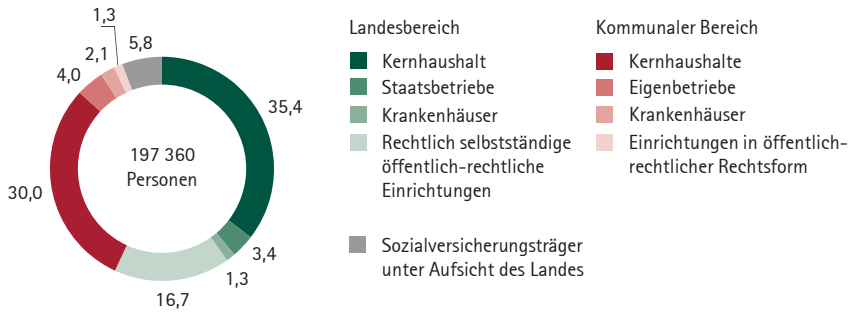 1,3
2,1
5,8
4,0
35,4
197 360
Personen
30,0
3,4
1,3
16,7
Landesbereich
Kernhaushalt
Staatsbetriebe
Krankenhäuser
Rechtlich selbstständige
öffentlich-rechtliche
Einrichtungen
Sozialversicherungsträger
unter Aufsicht des Landes
Kommunaler Bereich
Kernhaushalte
Eigenbetriebe
Krankenhäuser
Einrichtungen in öffentlich-
rechtlicher Rechtsform